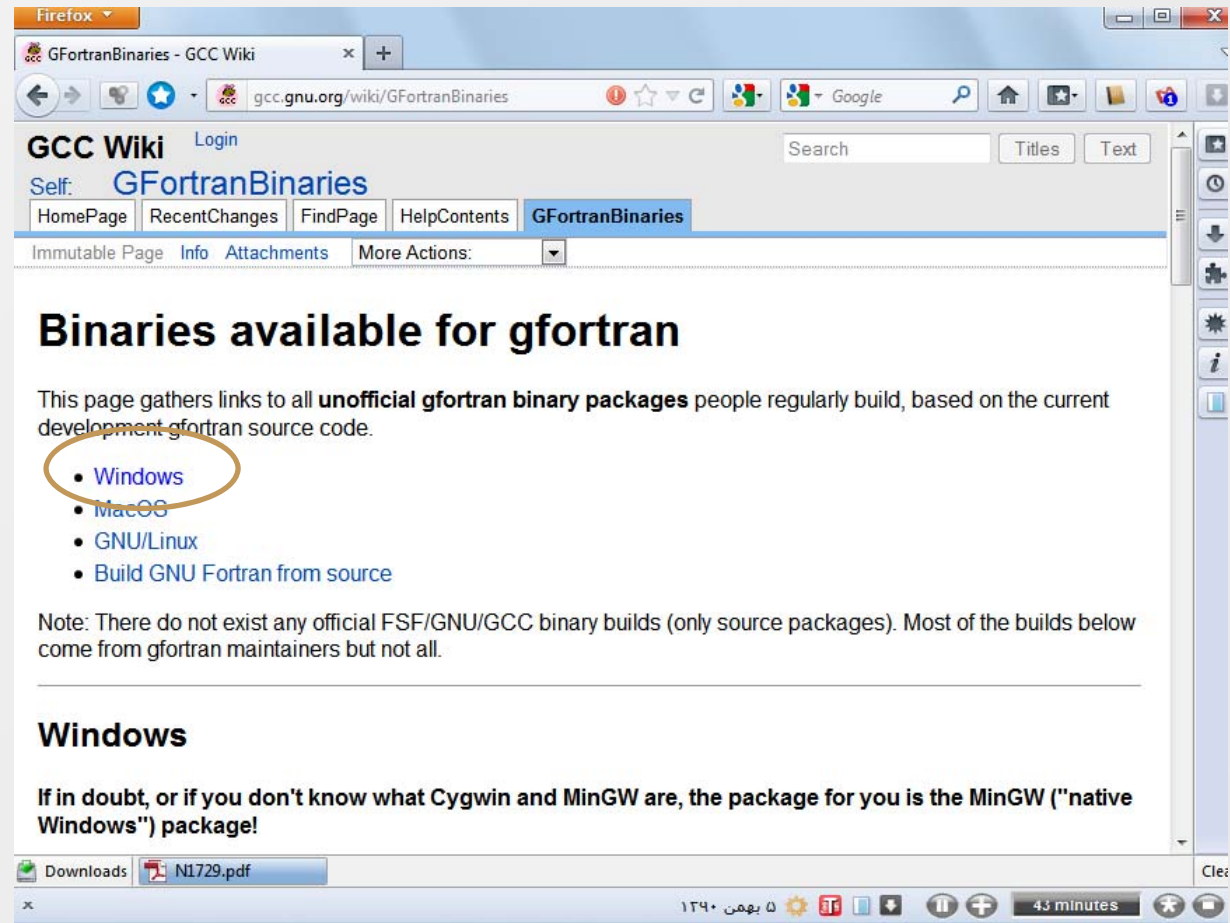 Firefox
GFortranBinaries - GCC Wiki
gcc.gnu.org/wiki/GFortranBinaries
Google
GCC Wiki Login
Search
Titles
Text
Self: GFortranBinaries
HomePage RecentChanges FindPage HelpContents GFortranBinaries
Immutable Page Info Attachments More Actions:
Binaries available for gfortran
This page gathers links to all unofficial gfortran binary packages people regularly build, based on the current
development gfortran source code.
• Windows
• MacOS
• GNU/Linux
• Build GNU Fortran from source
Note: There do not exist any official FSF/GNU/GCC binary builds (only source packages). Most of the builds below
come from gfortran maintainers but not all.
Windows
If in doubt, or if you don't know what Cygwin and MinGW are, the package for you is the MinGW ("native
Windows") package!
Downloads N1729.pdf
Clea
× ۵ بهمن ۱۳۹۰ 43 minutes